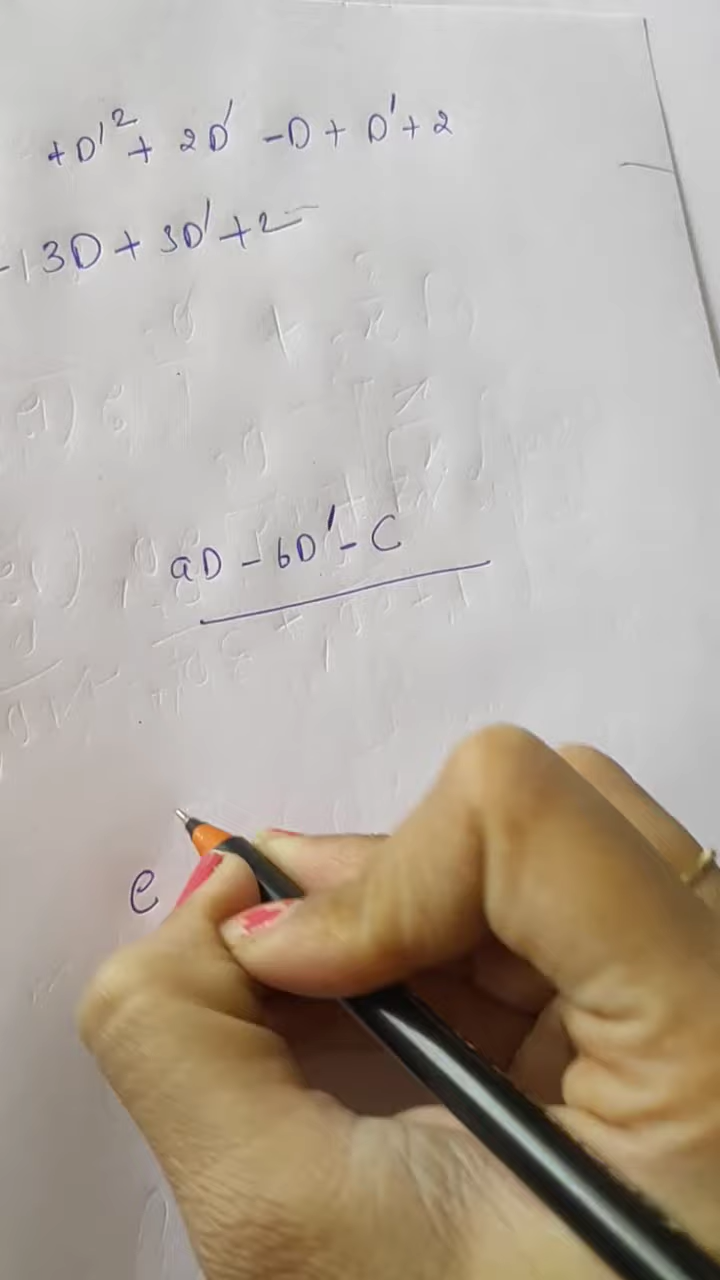 +D'² + 2D' -D + D' + 2
-3D + 3D' + 2
aD - bD' - C
e